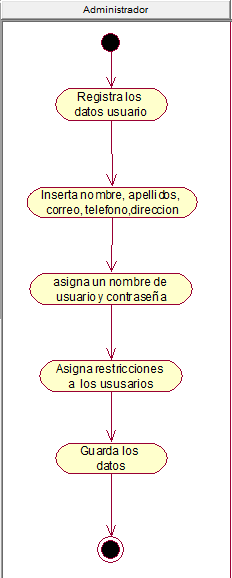 Administrador
Registra los
datos usuario
Inserta nombre, apellidos,
correo, telefono,direccion
asigna un nombre de
usuario y contraseña
Asigna restricciones
a los ususarios
Guarda los
datos